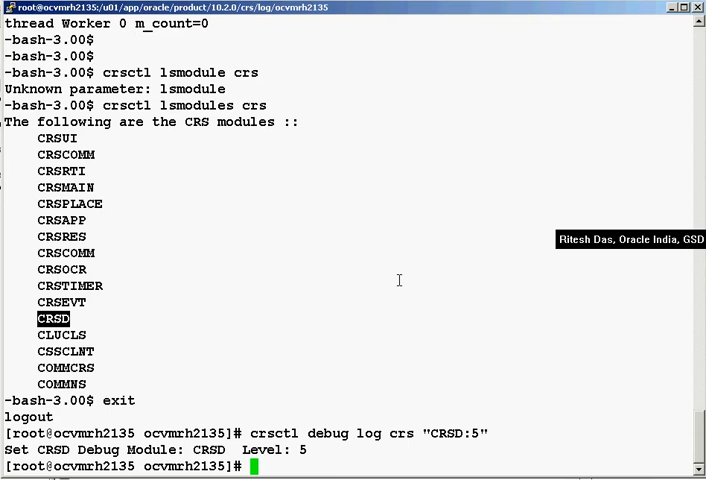 root@ocvmrh2135:/u01/app/oracle/product/10.2.0/crs/log/ocvmrh2135
thread Worker 0 m_count=0
-bash-3.00$
-bash-3.00$
-bash-3.00$ crsctl lsmodule crs
Unknown parameter: lsmodule
-bash-3.00$ crsctl lsmodules crs
The following are the CRS modules ::
CRSUI
CRSCOMM
CRSRTI
CRSMAIN
CRSPLACE
CRSAPP
CRSRES
Ritesh Das, Oracle India, GSD
CRSCOMM
CRSOCR
CRSTIMER
CRSEVT
CRSD
CLUCLS
CSSCLNT
COMMCRS
COMMNS
-bash-3.00$ exit
logout
[root@ocvmrh2135 ocvmrh2135]# crsctl debug log crs "CRSD:5"
Set CRSD Debug Module: CRSD  Level: 5
[root@ocvmrh2135 ocvmrh2135]#